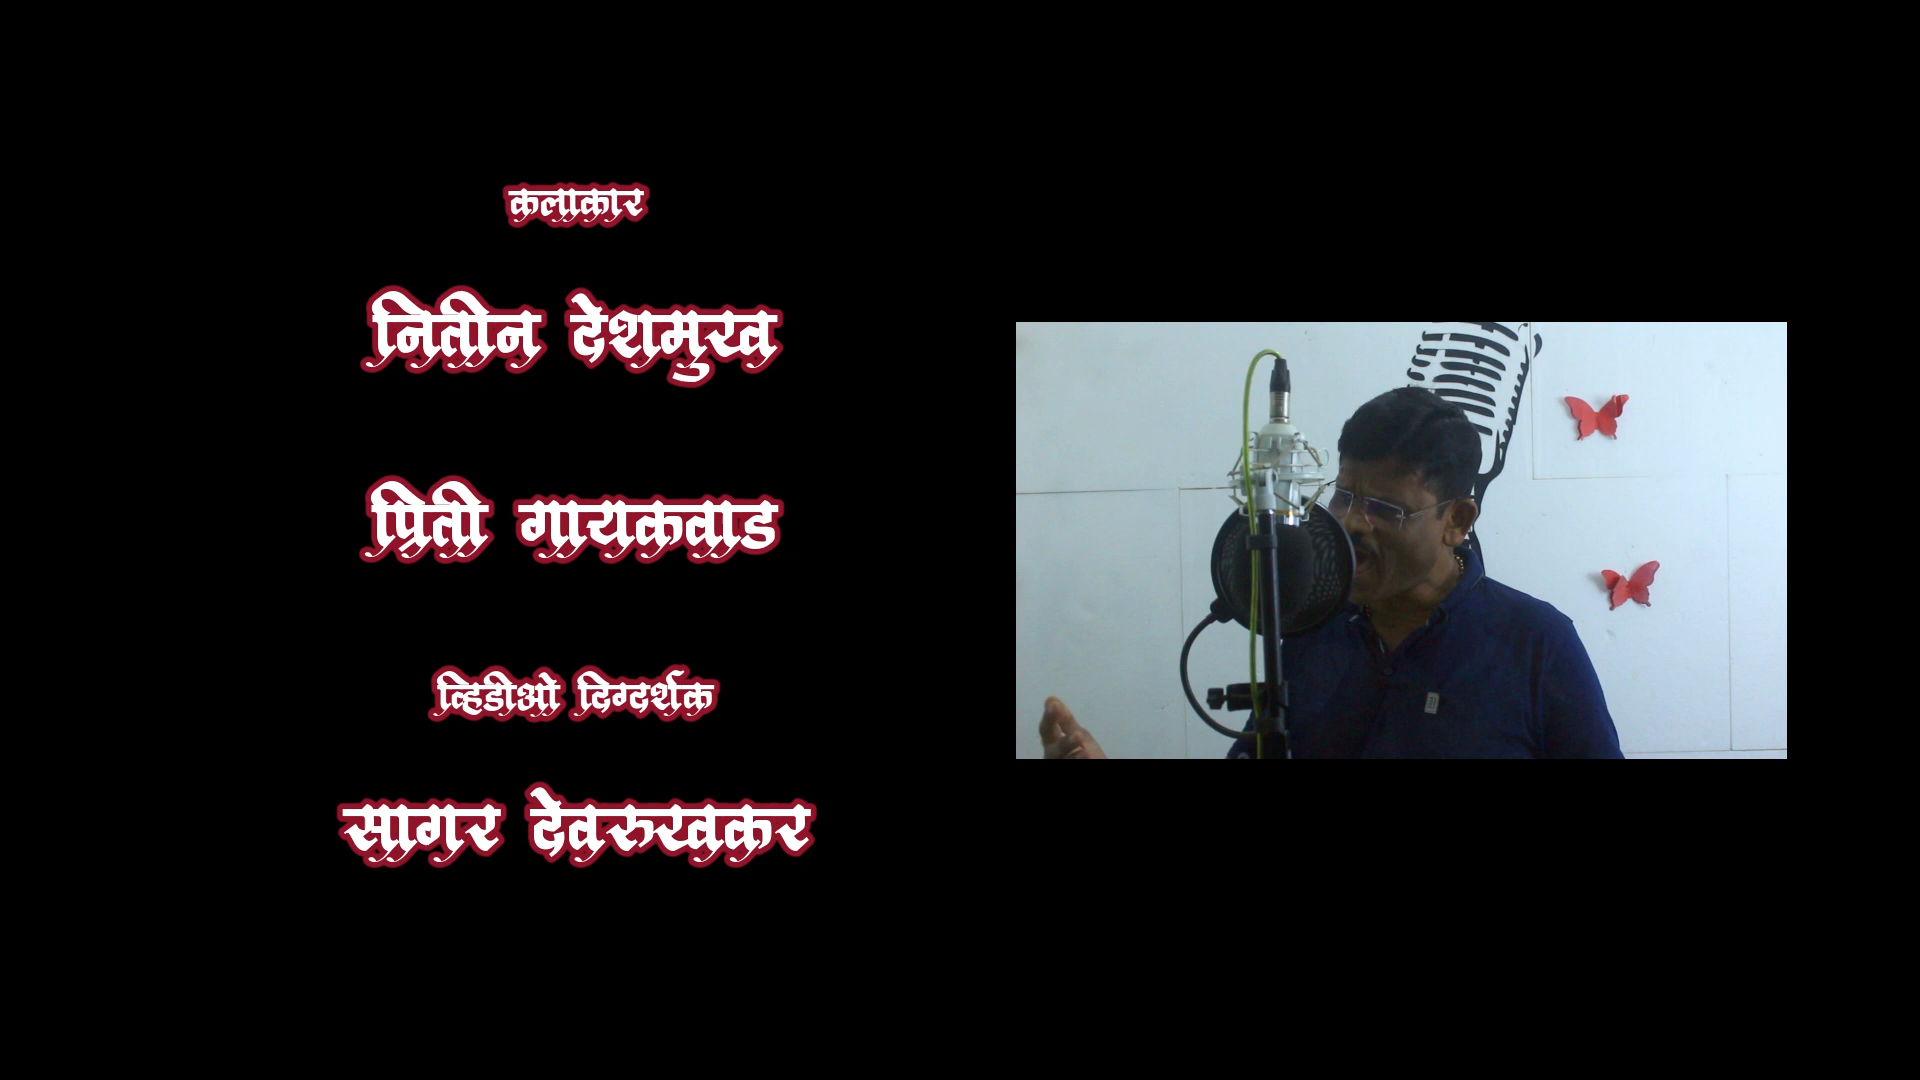 कलाकार
नितीन देशमुख
प्रिती गायकवाड
व्हिडीओ दिग्दर्शक
सागर देवरुखकर